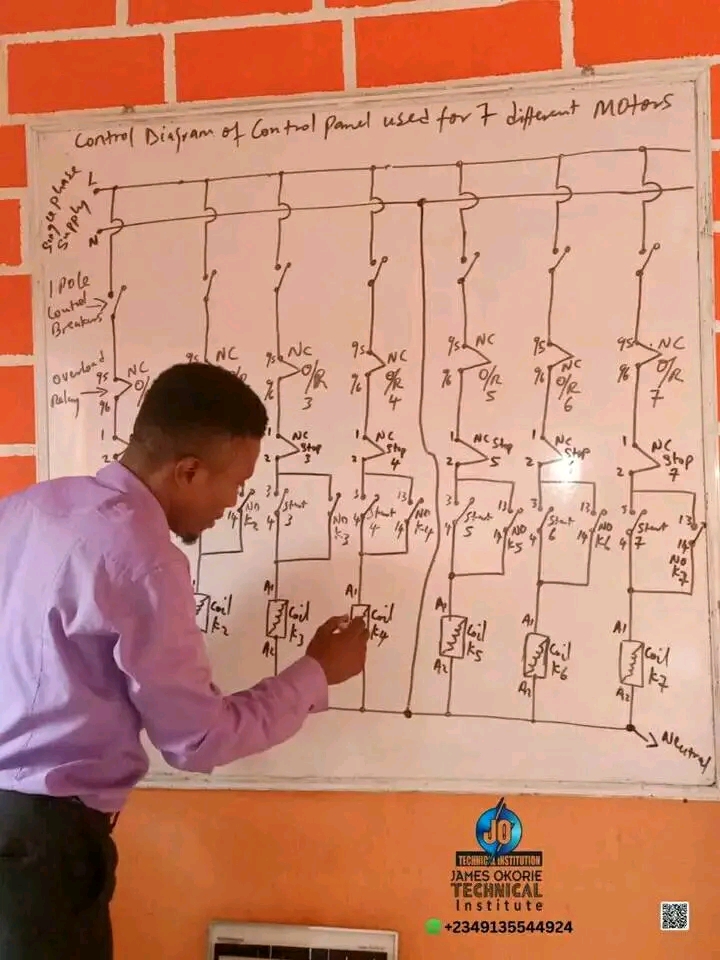 Control Diagram of Control Panel used for 7 different Motors
Single phase
Supply
L
N
1 Pole
Control
Breakers
Overload
Relay
95 NC
96
NC
95 NC
96 O/R
3
95 NC
96 O/R
4
95 NC
96 O/R
5
95
96 NC
O/R
6
95 NC
96 O/R
7
1
2
1 NC
2 Stop
3
1 NC
2 Stop
4
1 NC
2 Stop
5
1 NC
2 Stop
1 NC
2 Stop
7
14 NO
K2
3 Start
4 3
NO
K3
3 Start 13
4 4 14 NO
K4
3 Start 13
4 5 14 NO
K5
3 Start 13
4 6 14 NO
K6
3 Start 13
4 7 14
NO
K7
Coil
K2
A1
Coil
K3
A2
A1
Coil
K4
A1
Coil
K5
A2
A1
Coil
K6
A2
A1
Coil
K7
A2
Neutral
JO
TECHNICAL INSTITUTION
JAMES OKORIE
TECHNICAL
Institute
+2349135544924